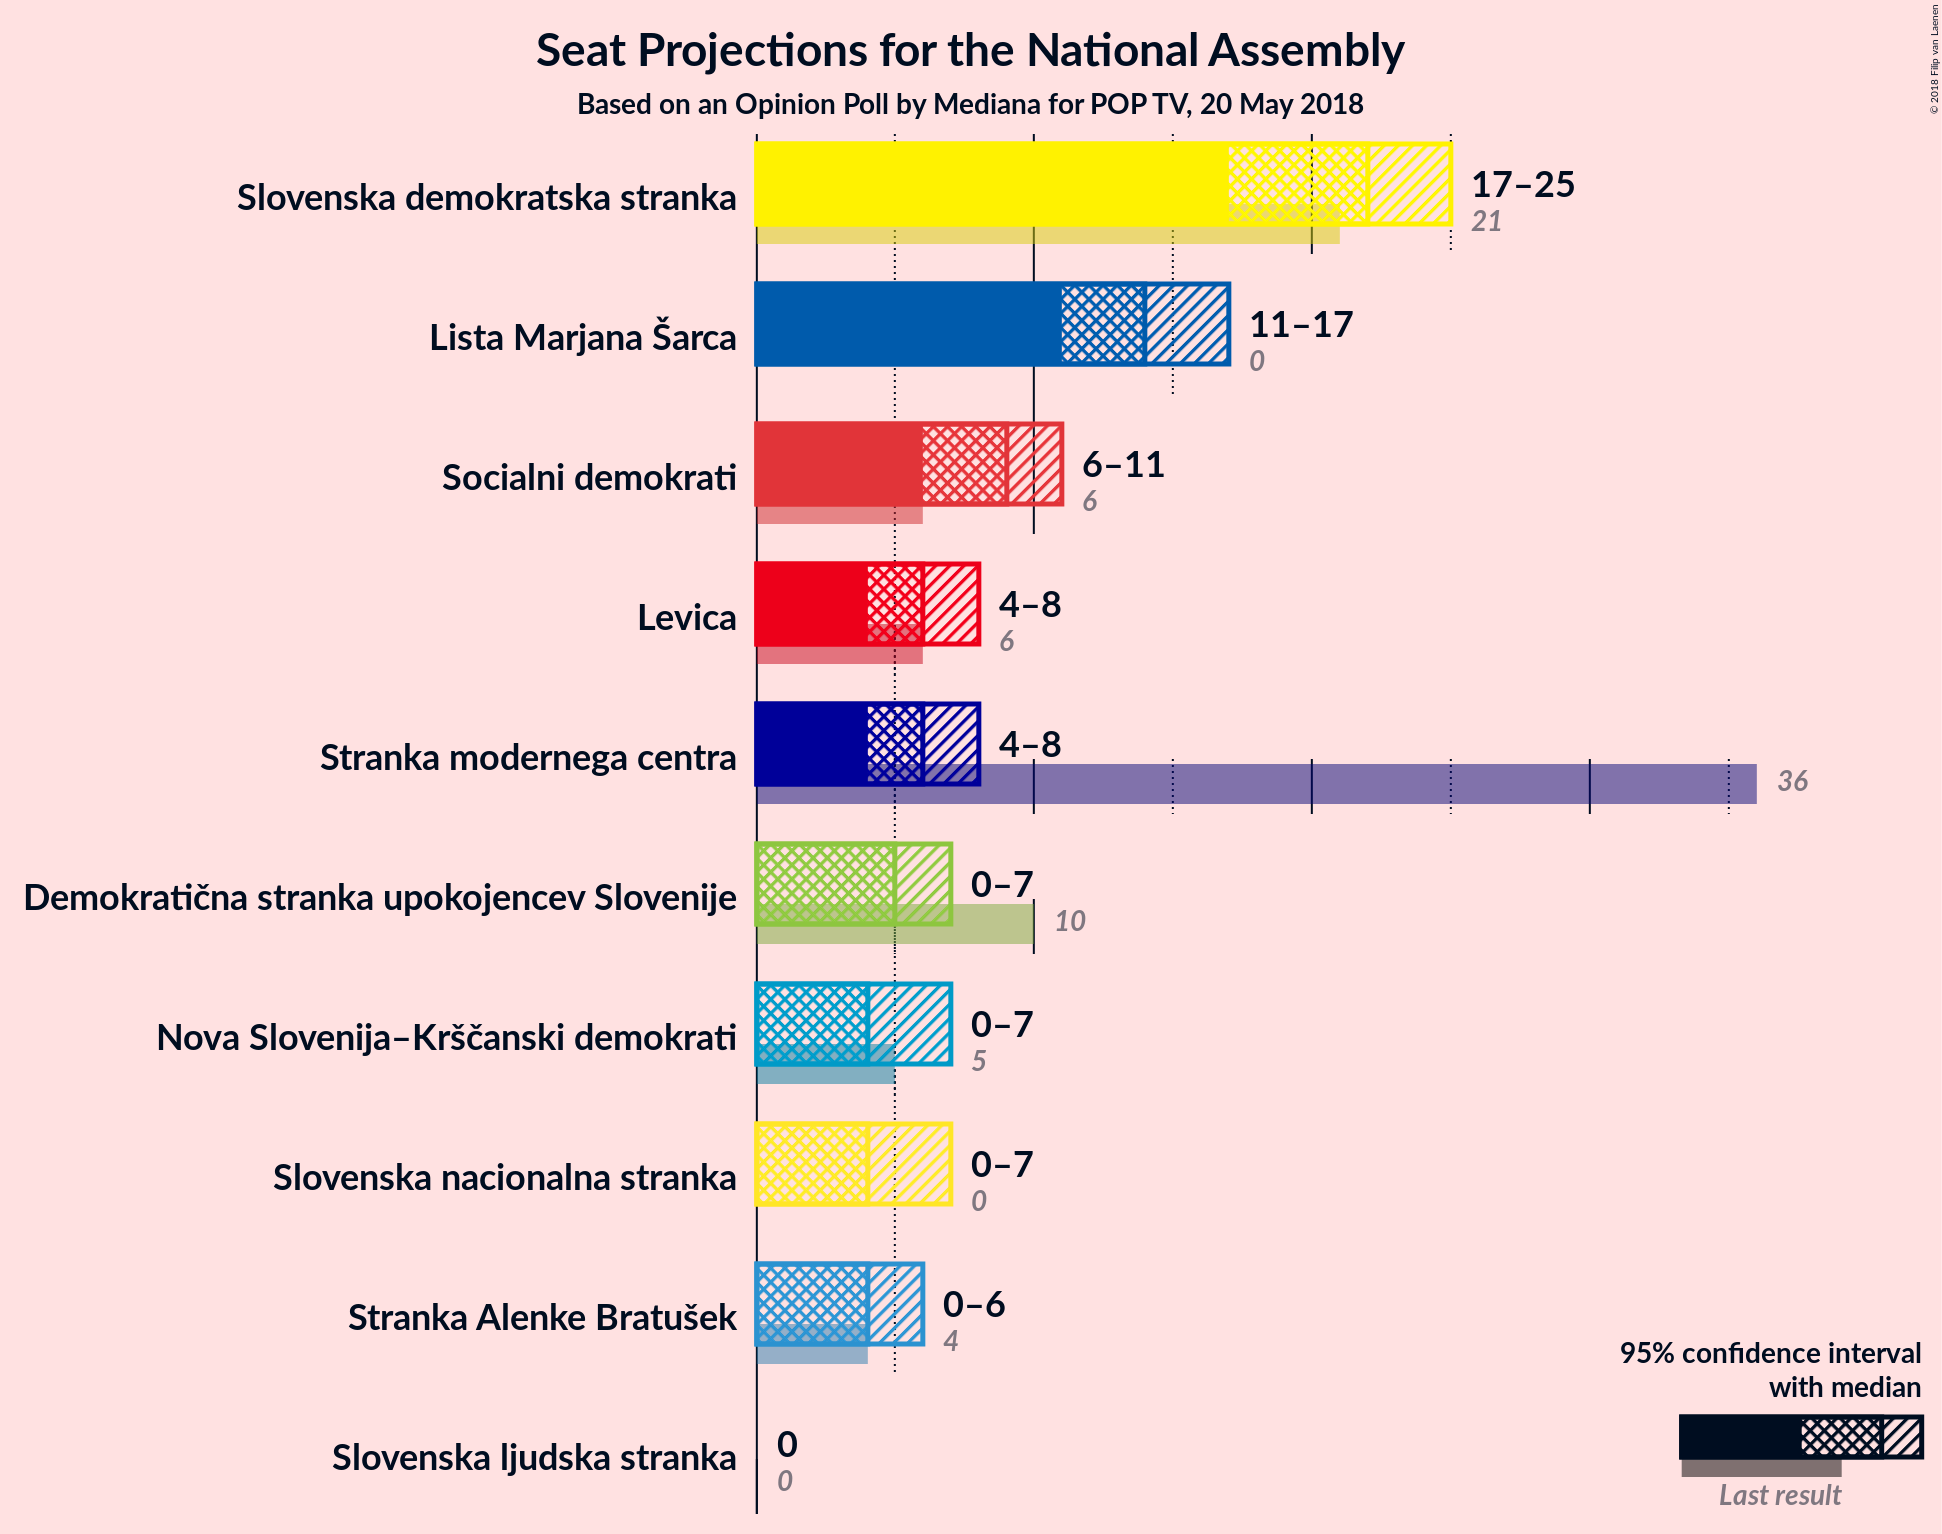 Seat Projections for the National Assembly
Based on an Opinion Poll by Mediana for POP TV, 20 May 2018
© 2018 Filip van Laenen
Slovenska demokratska stranka
17–25
21
Lista Marjana Šarca
11–17
0
Socialni demokrati
6–11
6
Levica
4–8
6
Stranka modernega centra
4–8
36
Demokratična stranka upokojencev Slovenije
0–7
10
Nova Slovenija–Krščanski demokrati
0–7
5
Slovenska nacionalna stranka
0–7
0
Stranka Alenke Bratušek
0–6
4
Slovenska ljudska stranka
0
0
95% confidence interval
with median
Last result